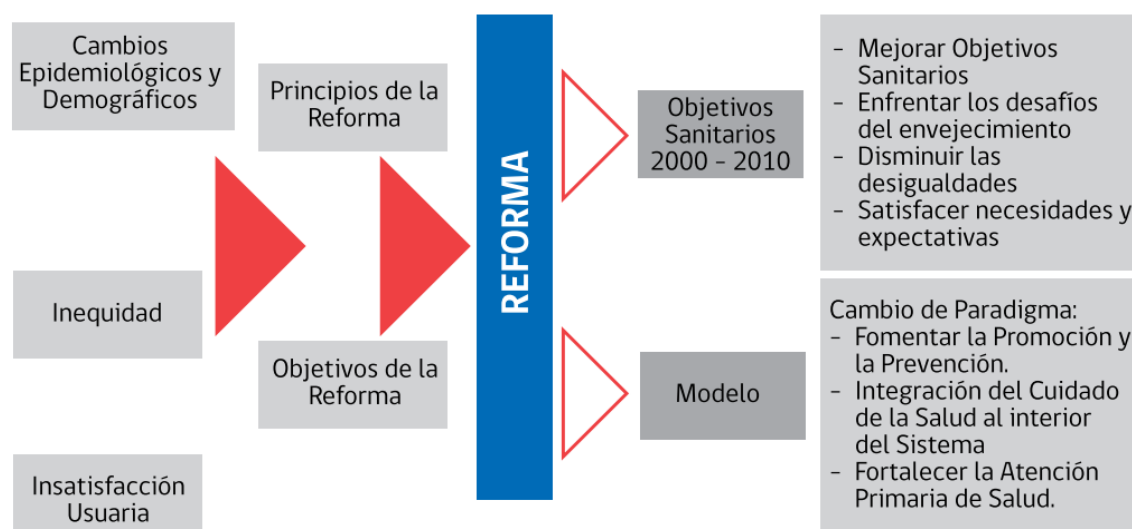 Cambios
Epidemiológicos y
Demográficos
Inequidad
Insatisfacción
Usuaria
Principios de la
Reforma
Objetivos de la
Reforma
REFORMA
Objetivos
Sanitarios
2000 - 2010
Modelo
- Mejorar Objetivos
Sanitarios
- Enfrentar los desafíos
del envejecimiento
- Disminuir las
desigualdades
- Satisfacer necesidades y
expectativas
Cambio de Paradigma:
- Fomentar la Promoción y
la Prevención.
- Integración del Cuidado
de la Salud al interior
del Sistema
- Fortalecer la Atención
Primaria de Salud.